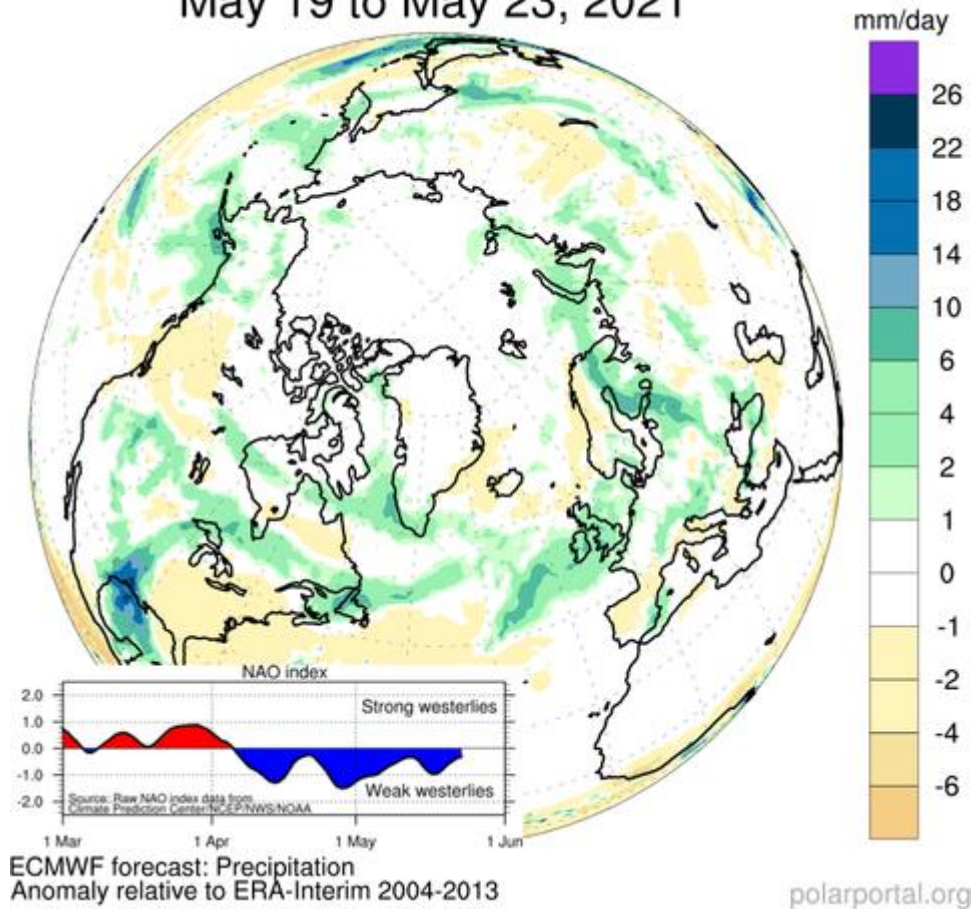 May 19 to May 23, 2021
mm/day
26
22
18
14
10
6
4
2
1
0
-1
-2
-4
-6
NAO index
2.0
1.0
0.0
-1.0
-2.0
Strong westerlies
Weak westerlies
Source: Raw NAO index data from
Climate Prediction Center/NCEP/NWS/NOAA
1 Mar
1 Apr
1 May
1 Jun
ECMWF forecast: Precipitation
Anomaly relative to ERA-Interim 2004-2013
polarportal.org